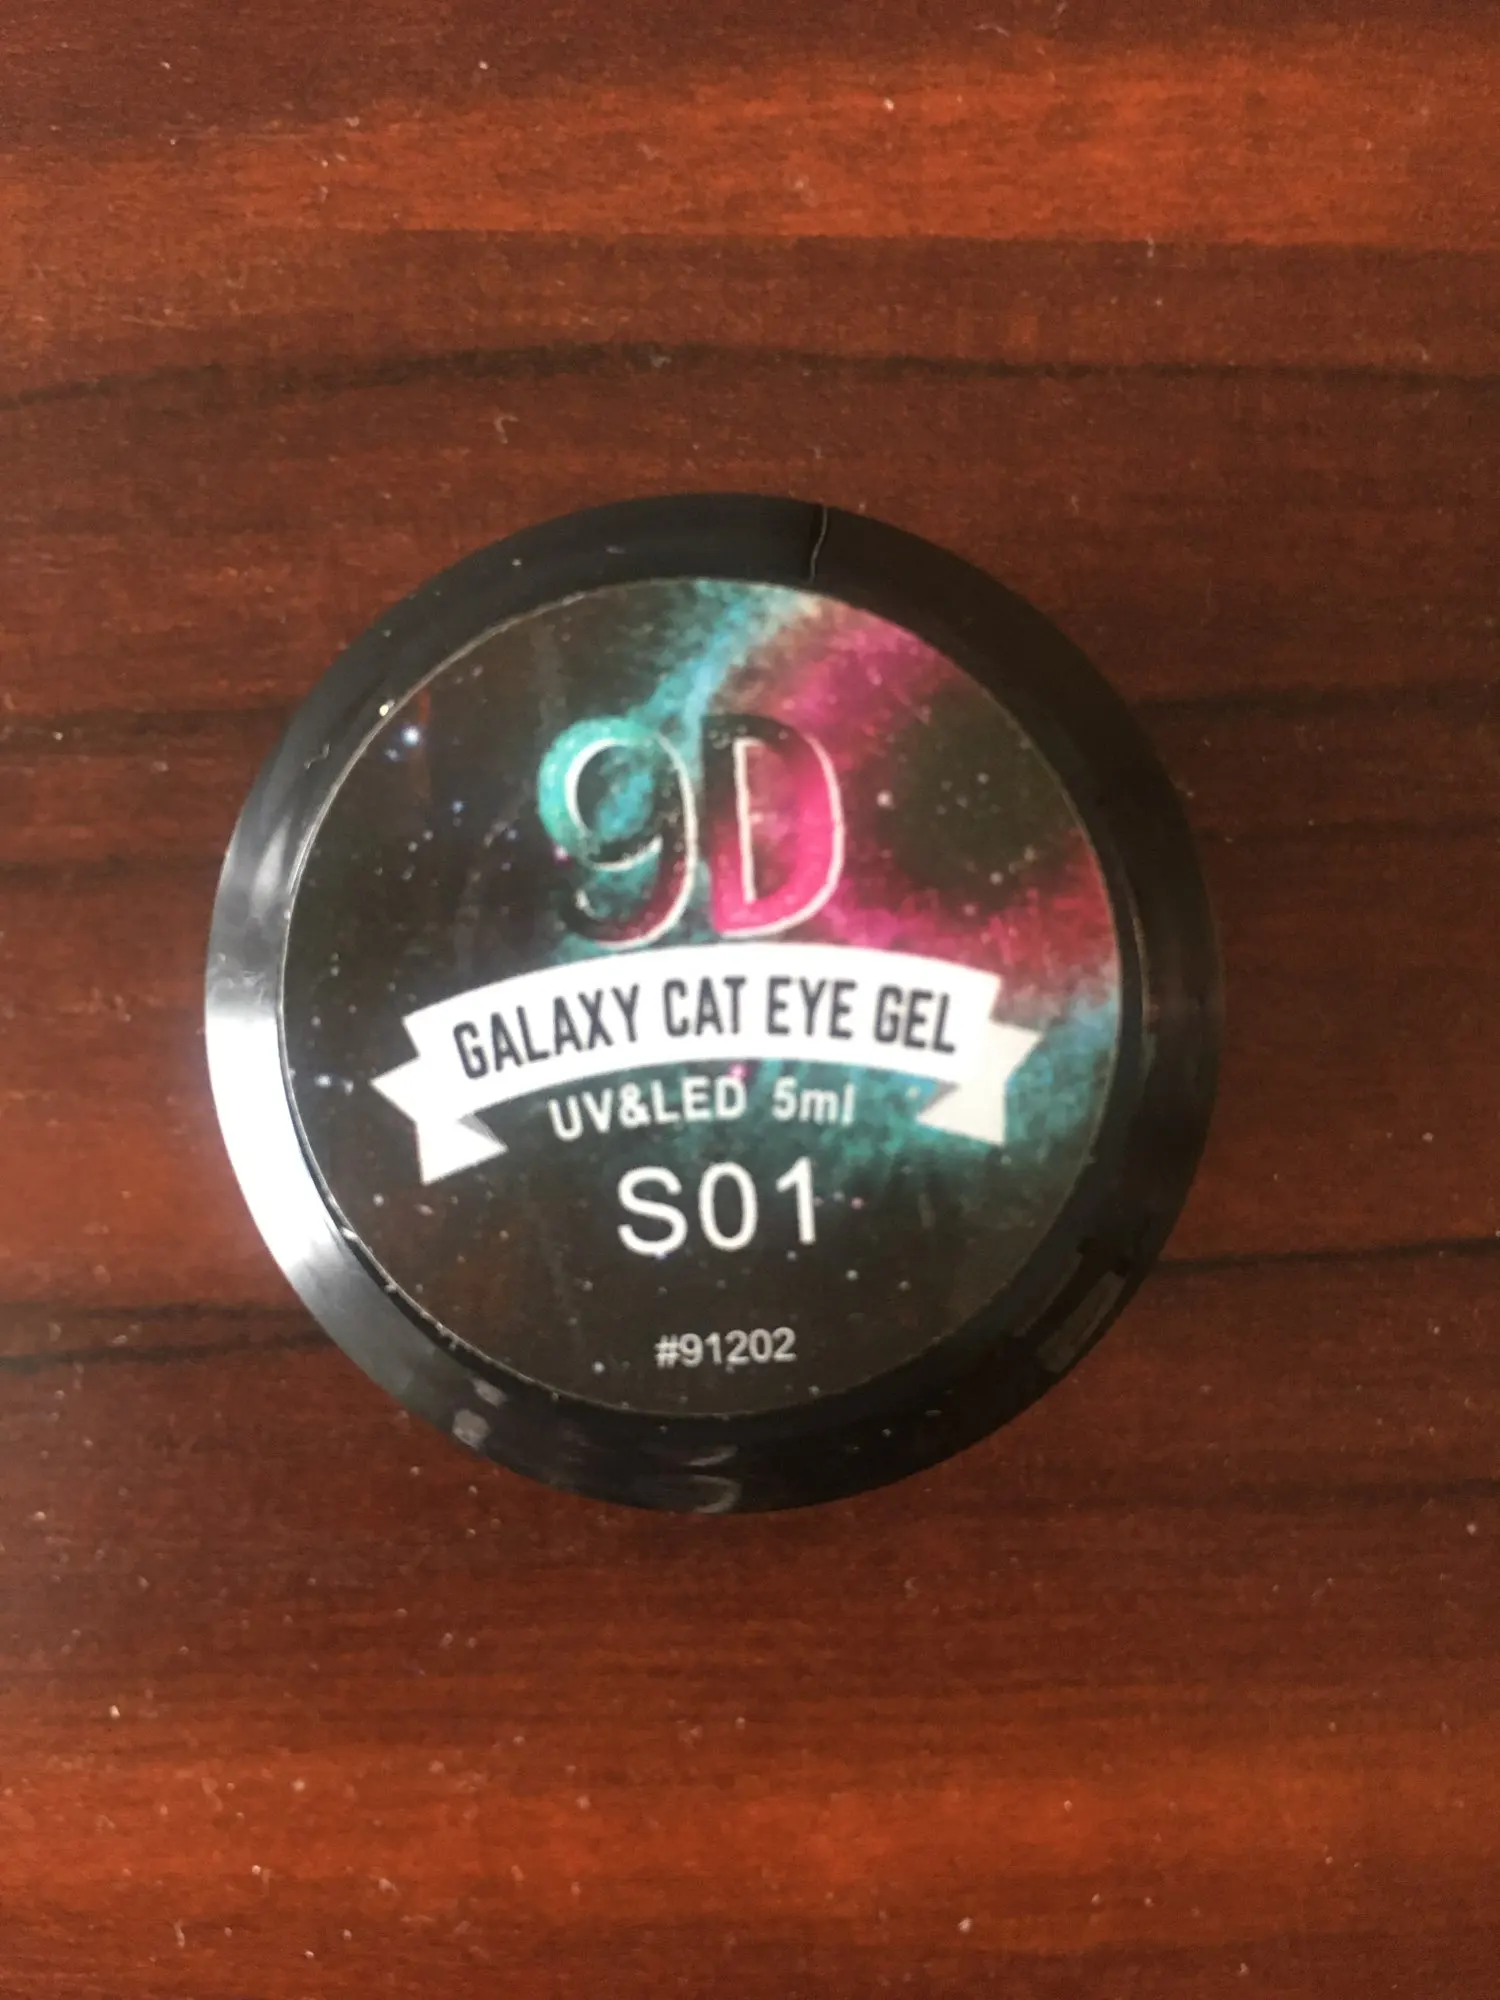 9D
GALAXY CAT EYE GEL
UV&LED 5ml
S01
#91202